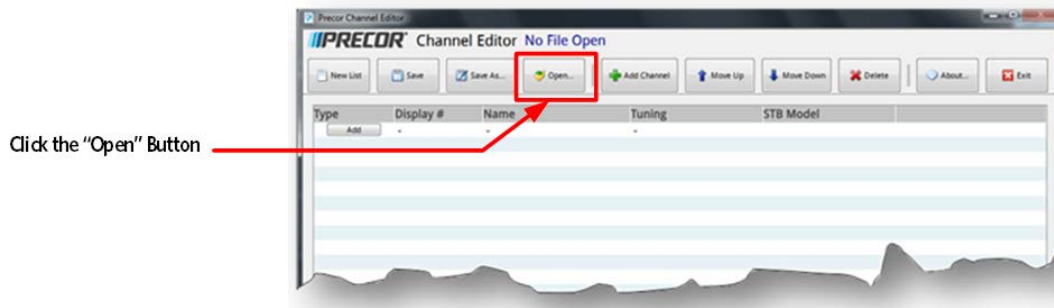 Precor Channel Editor
PRECOR Channel Editor No File Open
New List Save Save As... Open... Add Channel Move Up Move Down Delete About... Exit
Type Display # Name Tuning STB Model
Add - - -
Click the “Open” Button